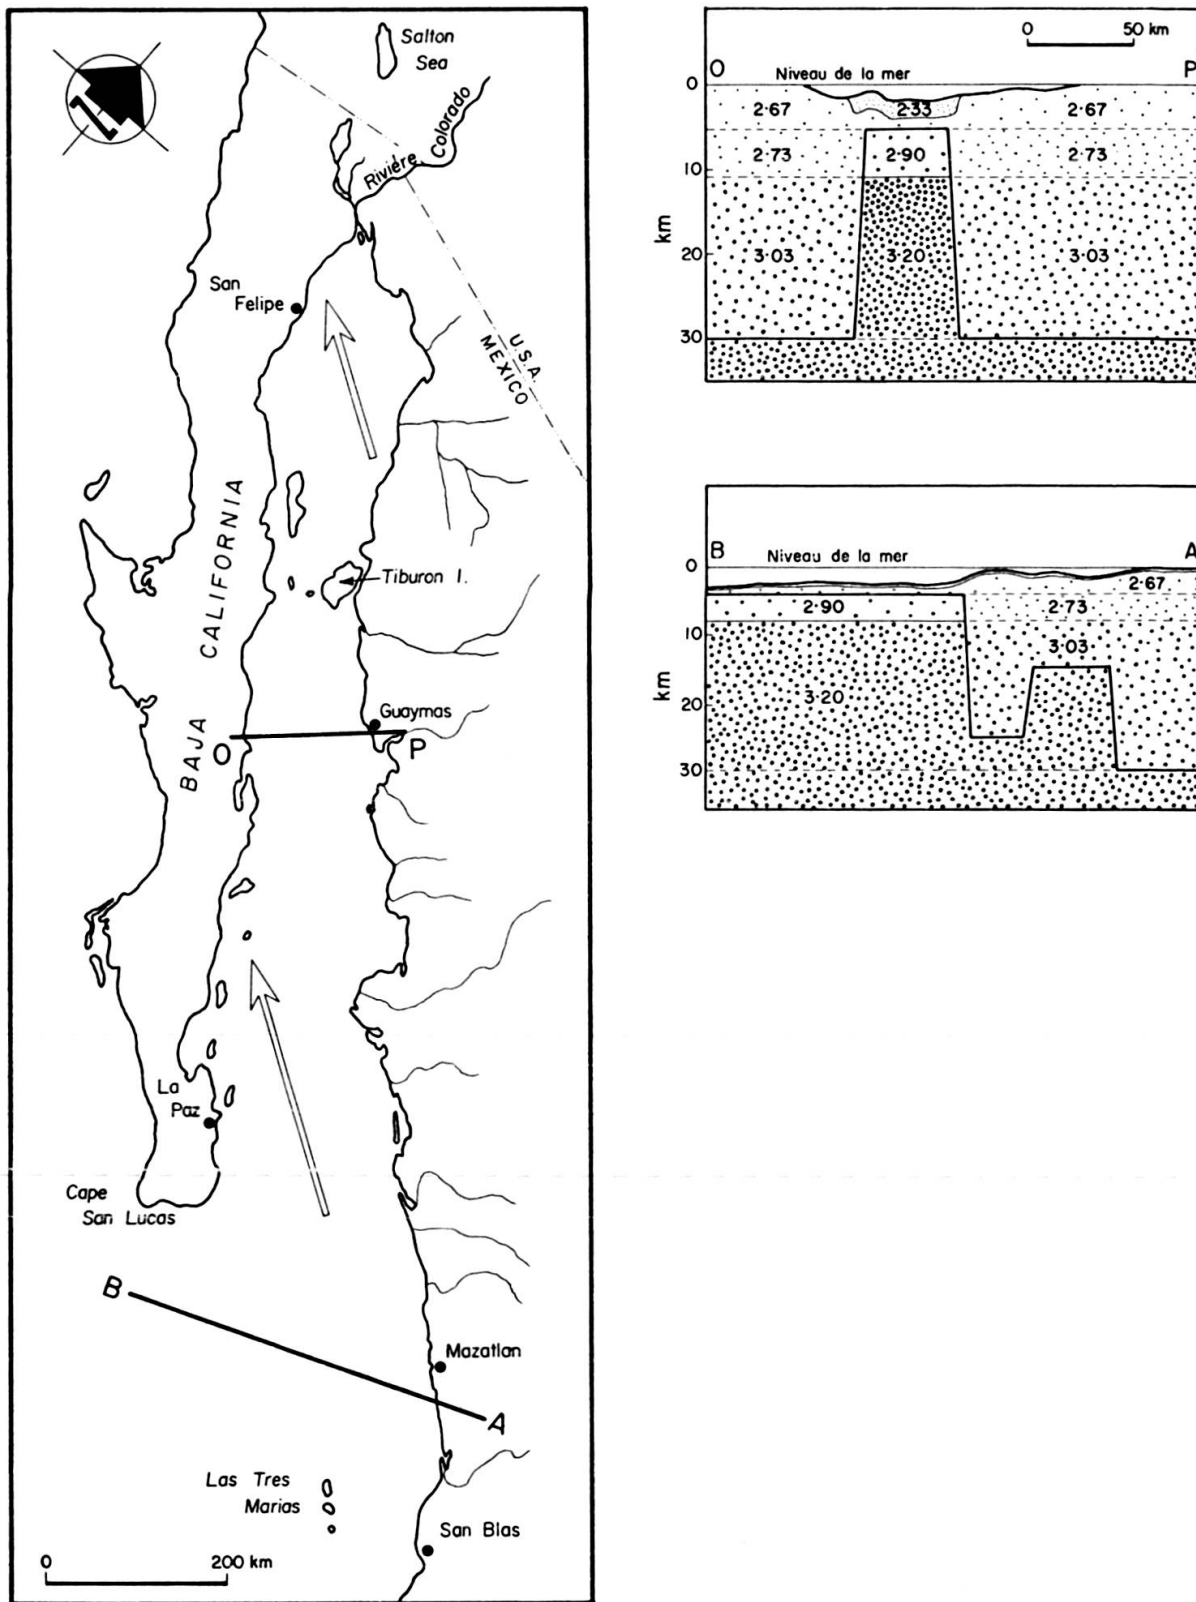 Salton
Sea
Rivière Colorado
San
Felipe
U.S.A.
MEXICO
BAJA CALIFORNIA
Tiburon I.
Guaymas
O
P
La
Paz
Cape
San Lucas
B
Mazatlan
A
Las Tres
Marias
San Blas
0 200 km
0 50 km
O P
Niveau de la mer
0
2·67 2·33 2·67
2·73 2·90 2·73
10
km
20
3·03 3·20 3·03
30
B A
Niveau de la mer
0
2·67
2·90 2·73
10
3·03
km
3·20
20
30